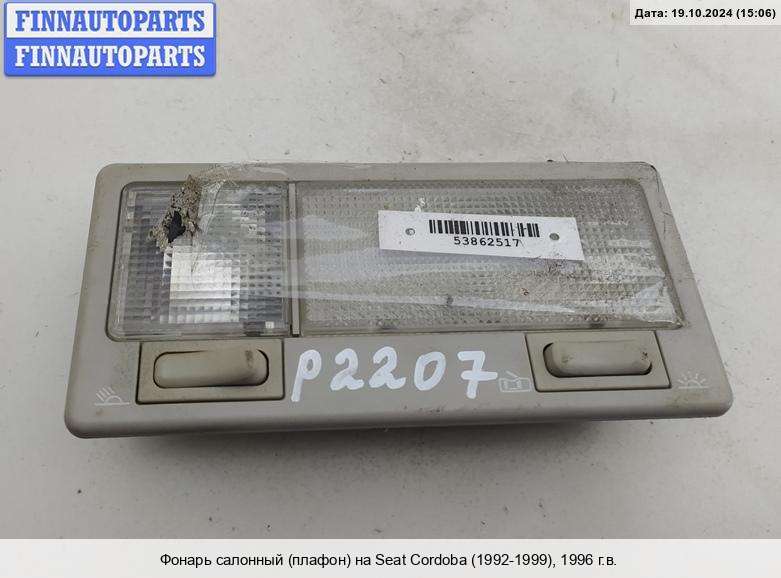 FINNAUTOPARTS
FINNAUTOPARTS
Дата: 19.10.2024 (15:06)
53862517
P2207
Фонарь салонный (плафон) на Seat Cordoba (1992-1999), 1996 г.в.